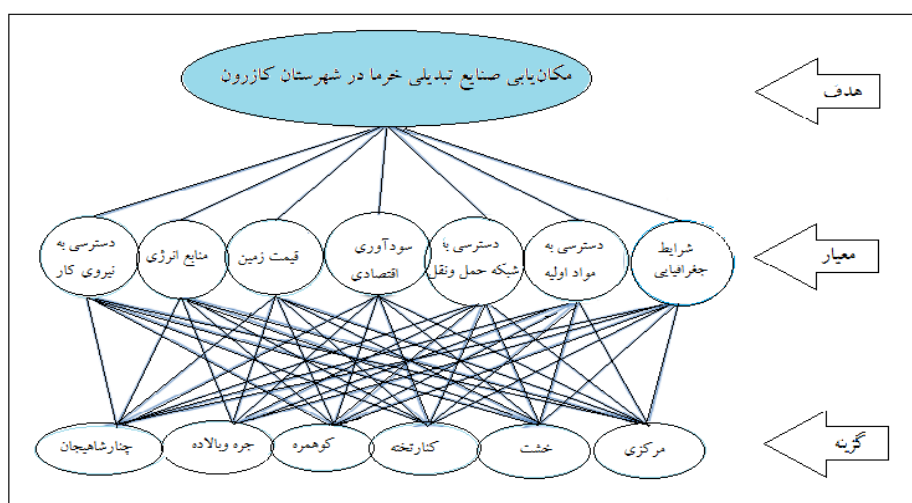 مکان‌یابی صنایع تبدیلی خرما در شهرستان کازرون
هدف
شرایط
جغرافیایی
دسترسی به
مواد اولیه
دسترسی با
شبکه حمل ونقل
سودآوری
اقتصادی
قیمت زمین
منابع انرژی
دسترسی به
نیروی کار
معیار
مرکزی
خشت
کنارتخته
کوهمره
جره وبالاده
چنارشاهیجان
گزینه